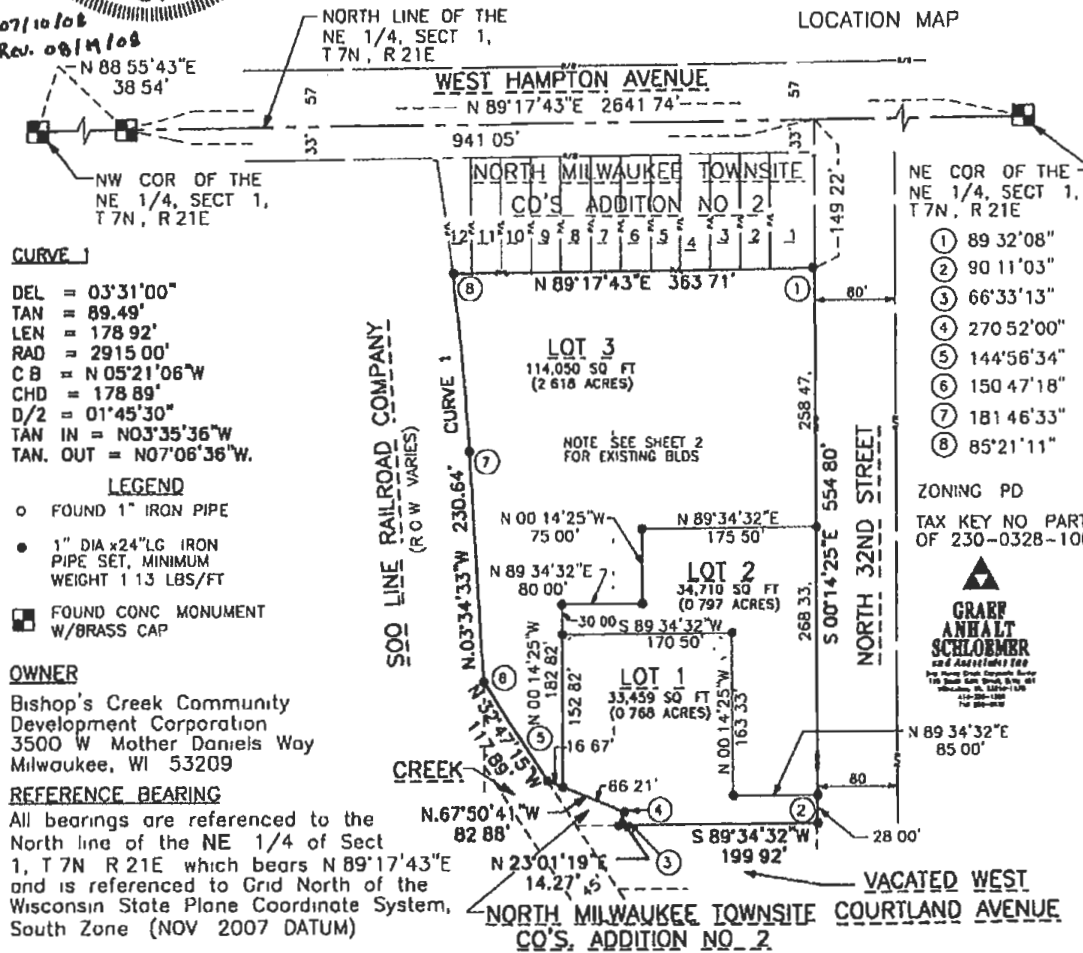 07/10/08
Rev. 08/14/08
NORTH LINE OF THE
NE 1/4, SECT 1,
T 7N, R 21E
LOCATION MAP
N 88 55'43"E
38 54'
WEST HAMPTON AVENUE
N 89°17'43"E 2641 74'
941 05'
57
33'
57
33'
NW COR OF THE
NE 1/4, SECT 1,
T 7N, R 21E
NORTH MILWAUKEE TOWNSITE
CO'S ADDITION NO 2
12 11 10 9 8 7 6 5 4 3 2 1
149 22'
NE COR OF THE
NE 1/4, SECT 1,
T 7N, R 21E
1 89 32'08"
2 90 11'03"
3 66°33'13"
4 270 52'00"
5 144°56'34"
6 150 47'18"
7 181 46'33"
8 85°21'11"
CURVE 1
DEL = 03°31'00"
TAN = 89.49'
LEN = 178 92'
RAD = 2915 00'
C B = N 05°21'06"W
CHD = 178 89'
D/2 = 01°45'30"
TAN IN = N03°35'36"W
TAN. OUT = N07°06'36"W.
8
N 89°17'43"E 363 71'
1
80'
LOT 3
114,050 SQ FT
(2 618 ACRES)
NOTE SEE SHEET 2
FOR EXISTING BLDS
SOO LINE RAILROAD COMPANY
(R O W VARIES)
CURVE 1
7
N.03°34'33"W 230.64'
258 47,
268 33,
S 00°14'25"E 554 80'
NORTH 32ND STREET
ZONING PD
TAX KEY NO PART
OF 230-0328-100
LEGEND
FOUND 1" IRON PIPE
1" DIA x24"LG IRON
PIPE SET, MINIMUM
WEIGHT 1 13 LBS/FT
FOUND CONC MONUMENT
W/BRASS CAP
N 00 14'25"W
75 00'
N 89°34'32"E
175 50'
N 89°34'32"E
80 00'
LOT 2
34,710 SQ FT
(0 797 ACRES)
30 00
S 89 34'32"W
170 50'
N 00 14'25"W
182 82'
152 82'
LOT 1
33,459 SQ FT
(0 768 ACRES)
N 00 14'25"W
163 33'
GRAEF
ANHALT
SCHLOEMER
and Associates Inc
OWNER
Bishop's Creek Community
Development Corporation
3500 W Mother Daniels Way
Milwaukee, WI 53209
N 32°47'15"W
117.89'
5
16 67'
CREEK
66 21'
4
N.67°50'41"W
82 88'
N 89°34'32"E
85 00'
80
2
28 00'
S 89°34'32"W
199 92'
3
N 23°01'19"E
14.27'
45'
REFERENCE BEARING
All bearings are referenced to the
North line of the NE 1/4 of Sect
1, T 7N R 21E which bears N 89°17'43"E
and is referenced to Grid North of the
Wisconsin State Plane Coordinate System,
South Zone (NOV 2007 DATUM)
VACATED WEST
COURTLAND AVENUE
NORTH MILWAUKEE TOWNSITE
CO'S. ADDITION NO 2